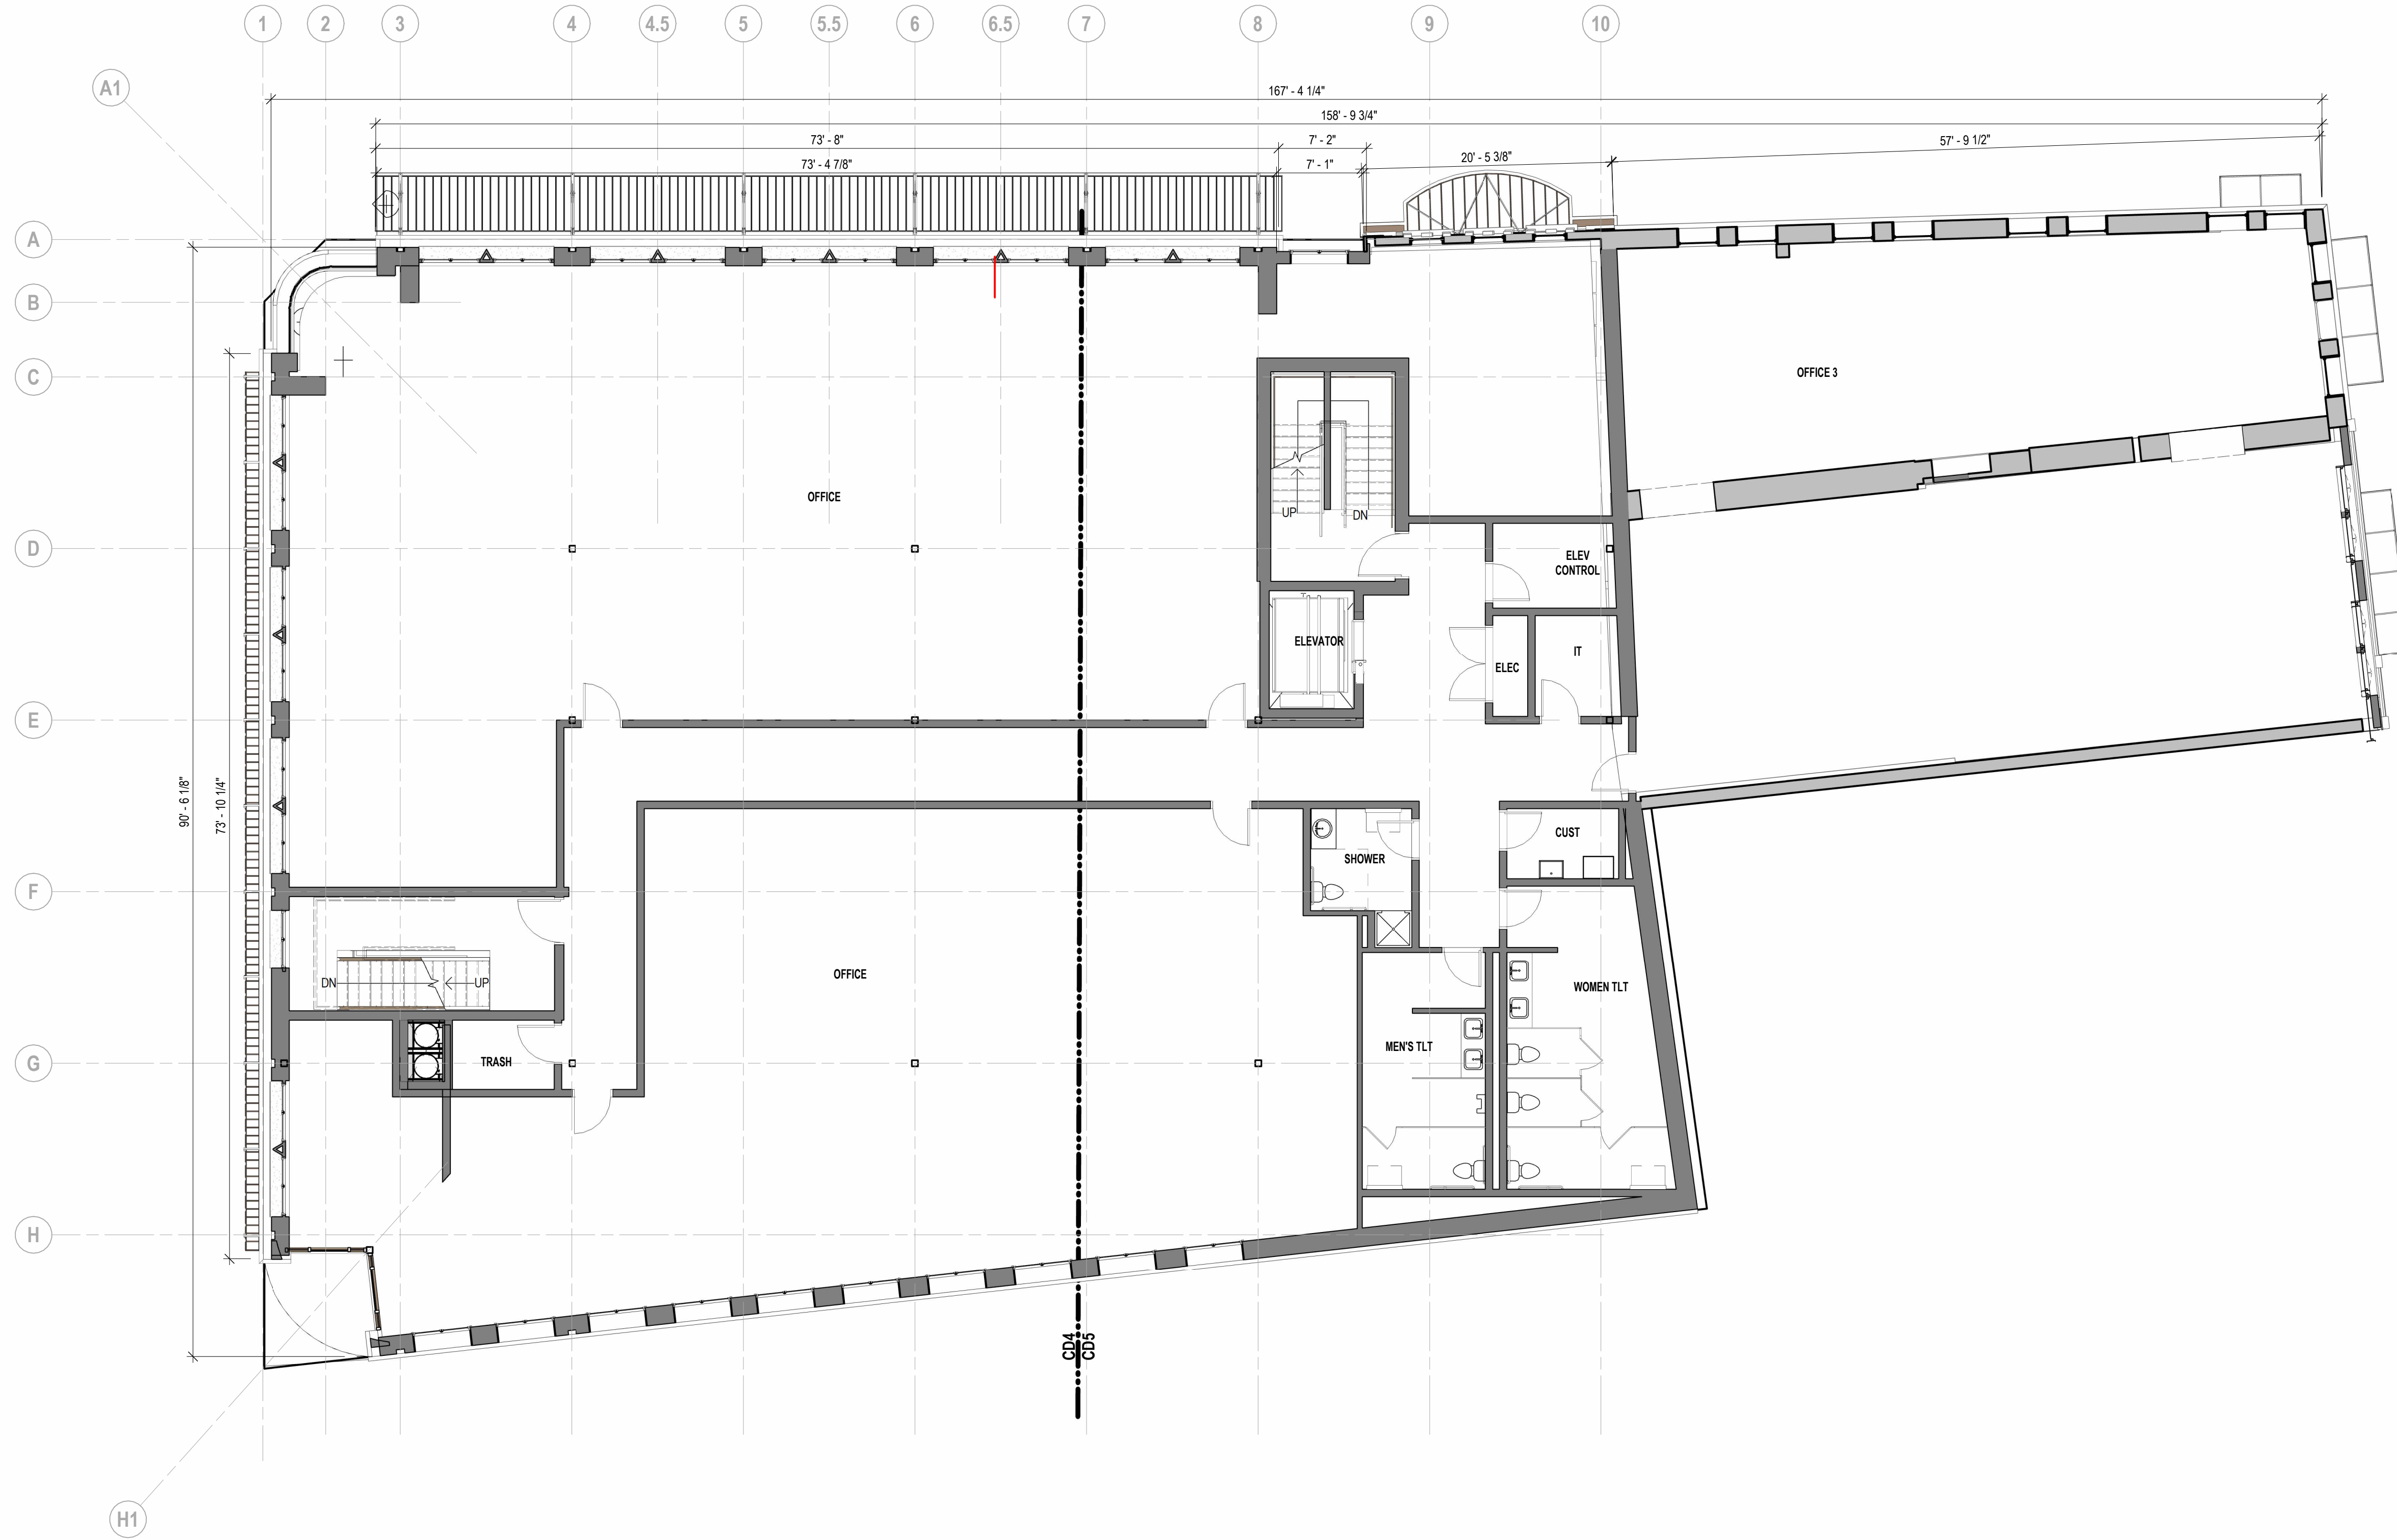 1 2 3 4 4.5 5 5.5 6 6.5 7 8 9 10
A1
167' - 4 1/4"
158' - 9 3/4"
73' - 8" 7' - 2" 57' - 9 1/2"
73' - 4 7/8" 7' - 1" 20' - 5 3/8"
A
B
C
OFFICE 3
OFFICE
UP DN
D
ELEV
CONTROL
ELEVATOR
IT
ELEC
E
90' - 6 1/8"
73' - 10 1/4"
CUST
SHOWER
F
OFFICE
DN UP
WOMEN TLT
MEN'S TLT
G
TRASH
H
CD4
CD5
H1